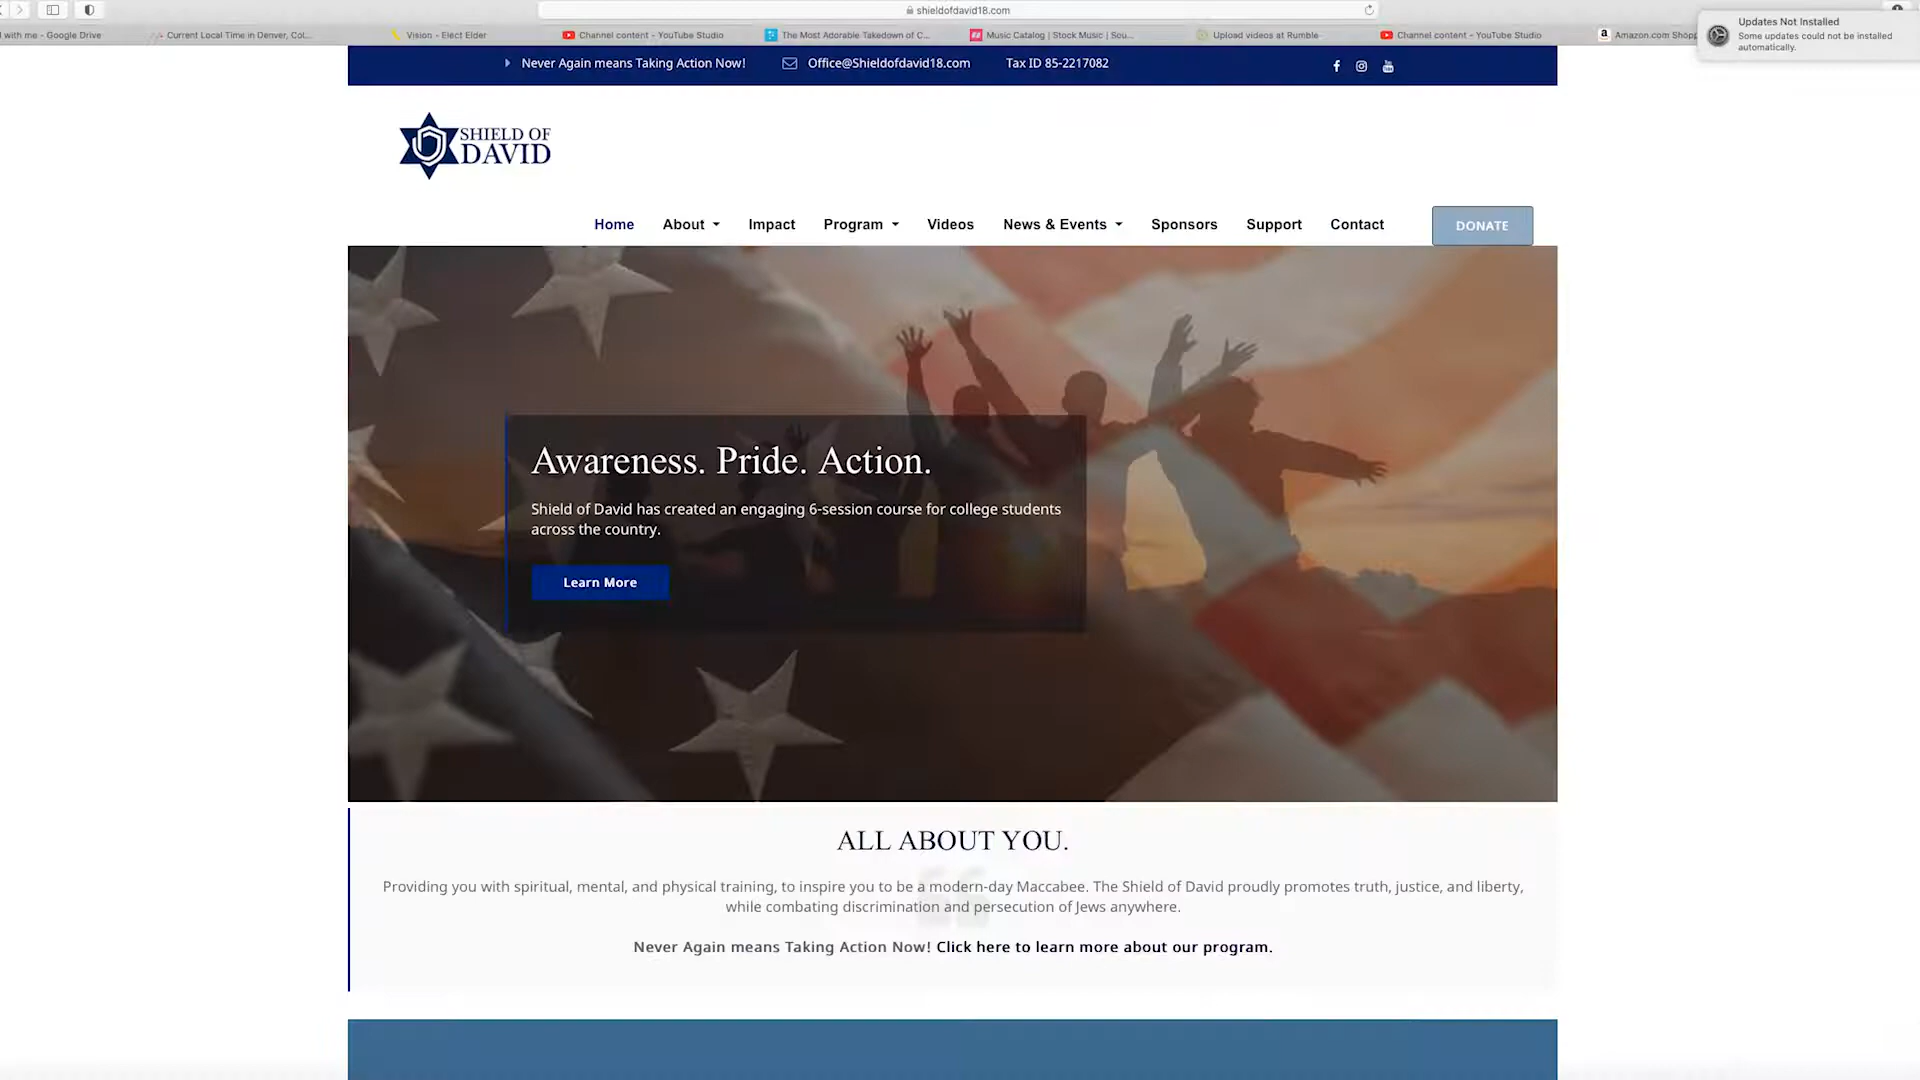 shieldofdavid18.com
with me - Google Drive
Current Local Time in Denver, Col...
Vision - Elect Elder
Channel content - YouTube Studio
The Most Adorable Takedown of C...
Music Catalog | Stock Music | Sou...
Upload videos at Rumble
Channel content - YouTube Studio
Amazon.com Shopp
Updates Not Installed
Some updates could not be installed
automatically.
Never Again means Taking Action Now!
Office@Shieldofdavid18.com
Tax ID 85-2217082
SHIELD OF
DAVID
Home About Impact Program Videos News & Events Sponsors Support Contact DONATE
Awareness. Pride. Action.
Shield of David has created an engaging 6-session course for college students
across the country.
Learn More
ALL ABOUT YOU.
Providing you with spiritual, mental, and physical training, to inspire you to be a modern-day Maccabee. The Shield of David proudly promotes truth, justice, and liberty,
while combating discrimination and persecution of Jews anywhere.
Never Again means Taking Action Now! Click here to learn more about our program.